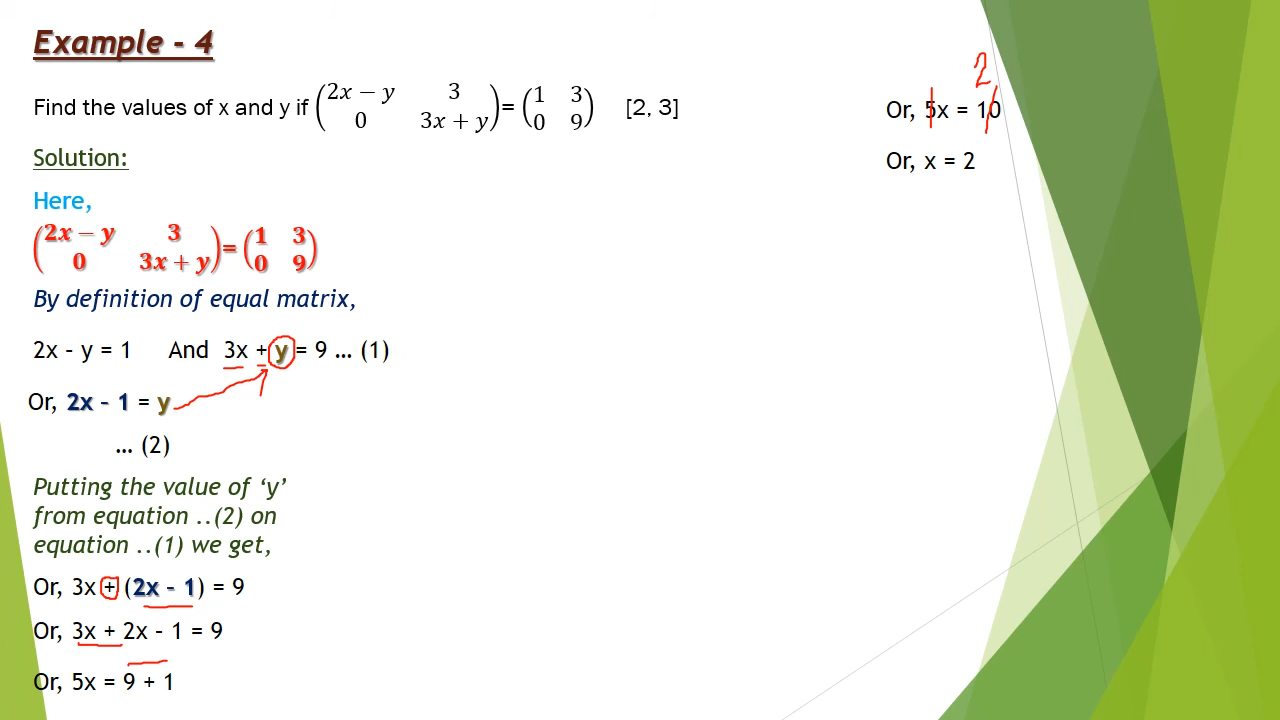 Example - 4
Find the values of x and y if (2x − y 3 0 3x + y) = (1 3 0 9) [2, 3]
Solution:
Here,
(2x − y 3 0 3x + y) = (1 3 0 9)
By definition of equal matrix,
2x – y = 1 And 3x + y = 9 ... (1)
Or, 2x – 1 = y
... (2)
Putting the value of ‘y’
from equation ..(2) on
equation ..(1) we get,
Or, 3x + (2x – 1) = 9
Or, 3x + 2x – 1 = 9
Or, 5x = 9 + 1
2
Or, 5x = 10
Or, x = 2